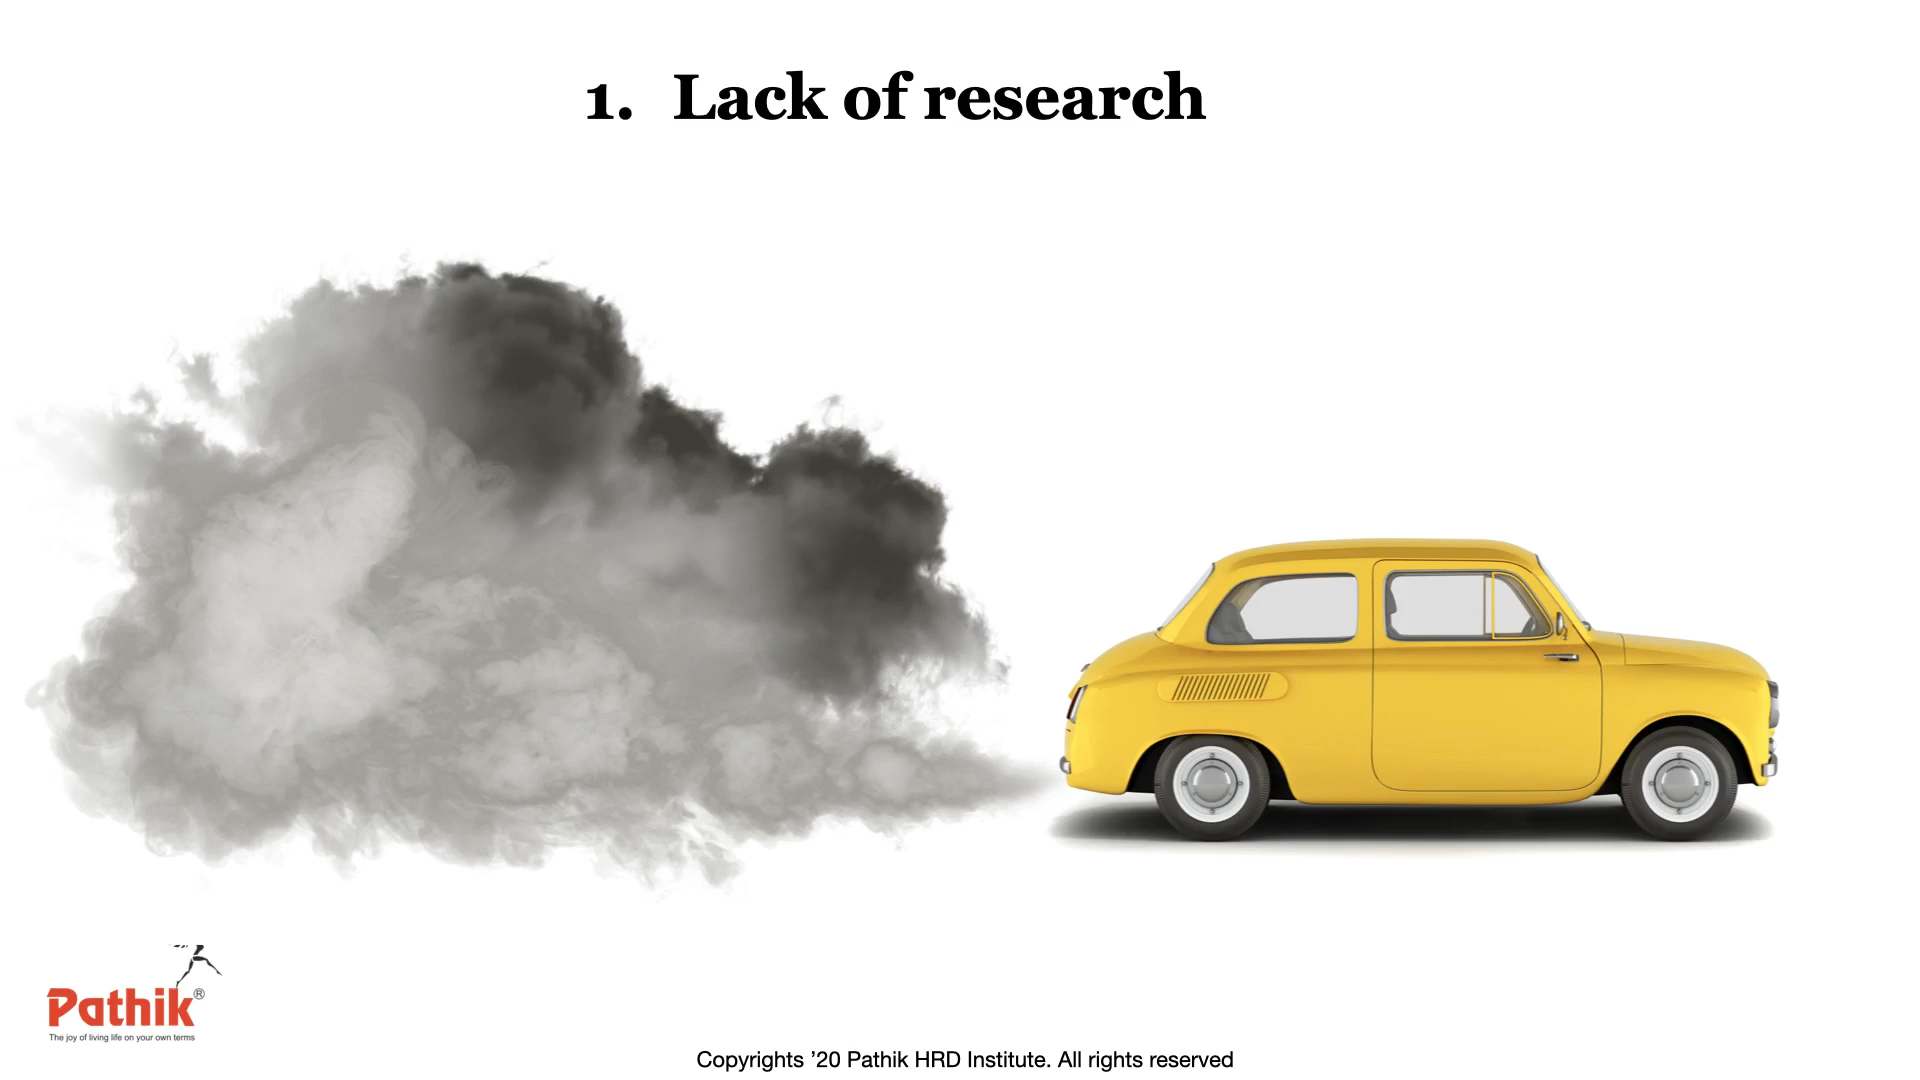 1. Lack of research
Pathik®
The joy of living life on your own terms
Copyrights ’20 Pathik HRD Institute. All rights reserved